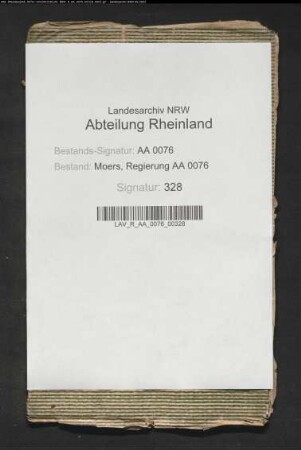 Landesarchiv NRW
Abteilung Rheinland
Bestands-Signatur: AA 0076
Bestand: Moers, Regierung AA 0076
Signatur: 328
LAV_R_AA_0076_00328